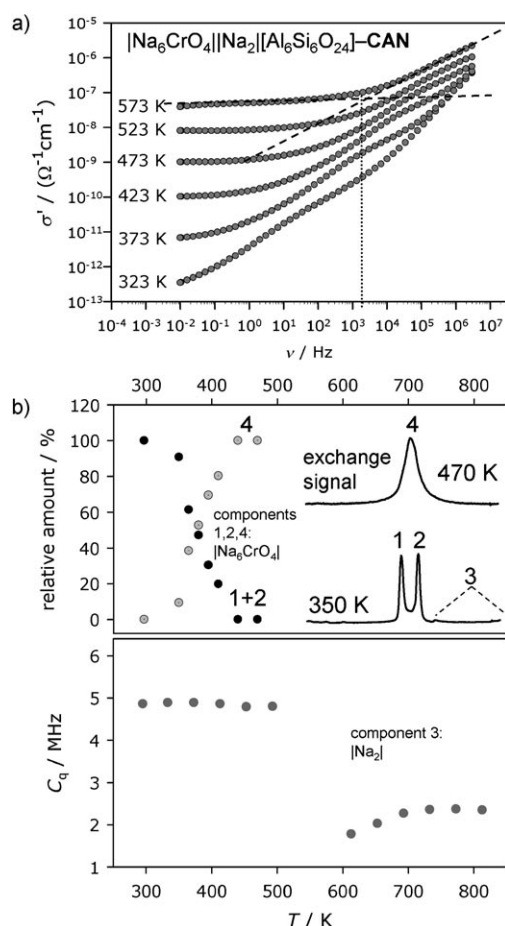 a)
|Na₆CrO₄||Na₂|[Al₆Si₆O₂₄]–CAN
10⁻⁵
10⁻⁶
10⁻⁷
10⁻⁸
10⁻⁹
10⁻¹⁰
10⁻¹¹
10⁻¹²
10⁻¹³
σ' / (Ω⁻¹cm⁻¹)
573 K
523 K
473 K
423 K
373 K
323 K
10⁻⁴ 10⁻³ 10⁻² 10⁻¹ 10⁰ 10¹ 10² 10³ 10⁴ 10⁵ 10⁶ 10⁷
ν / Hz
b)
300 400 500 600 700 800
120
100
80
60
40
20
0
relative amount / %
4
components
1,2,4:
|Na₆CrO₄|
1+2
4
exchange
signal
470 K
1 2
3
350 K
6
5
4
3
2
1
C_q / MHz
component 3:
|Na₂|
300 400 500 600 700 800
T / K